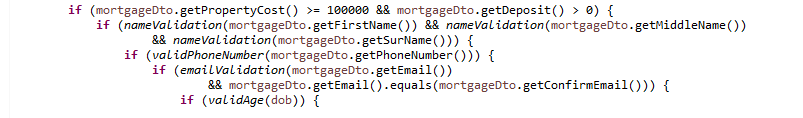 if (mortgageDto.getPropertyCost() >= 100000 && mortgageDto.getDeposit() > 0) {
if (nameValidation(mortgageDto.getFirstName()) && nameValidation(mortgageDto.getMiddleName())
&& nameValidation(mortgageDto.getSurName())) {
if (validPhoneNumber(mortgageDto.getPhoneNumber())) {
if (emailValidation(mortgageDto.getEmail())
&& mortgageDto.getEmail().equals(mortgageDto.getConfirmEmail())) {
if (validAge(dob)) {